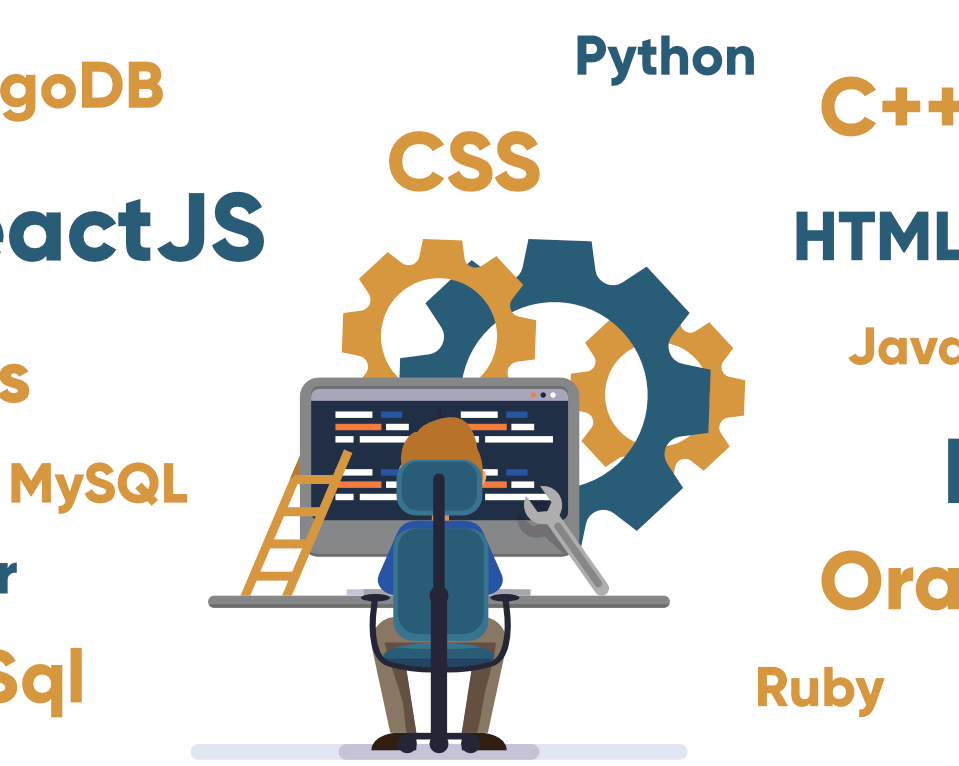 Python
goDB
C++
CSS
eactJS
HTML
Java
s
MySQL
r
Ora
Sql
Ruby